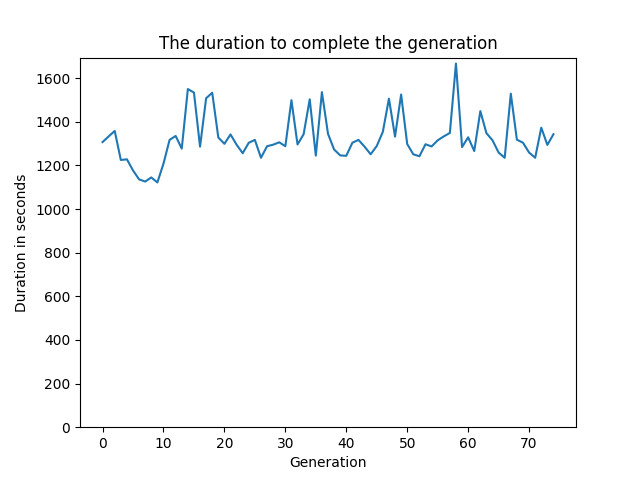 The duration to complete the generation
1600
1400
1200
1000
800
600
400
200
0
Duration in seconds
0 10 20 30 40 50 60 70
Generation